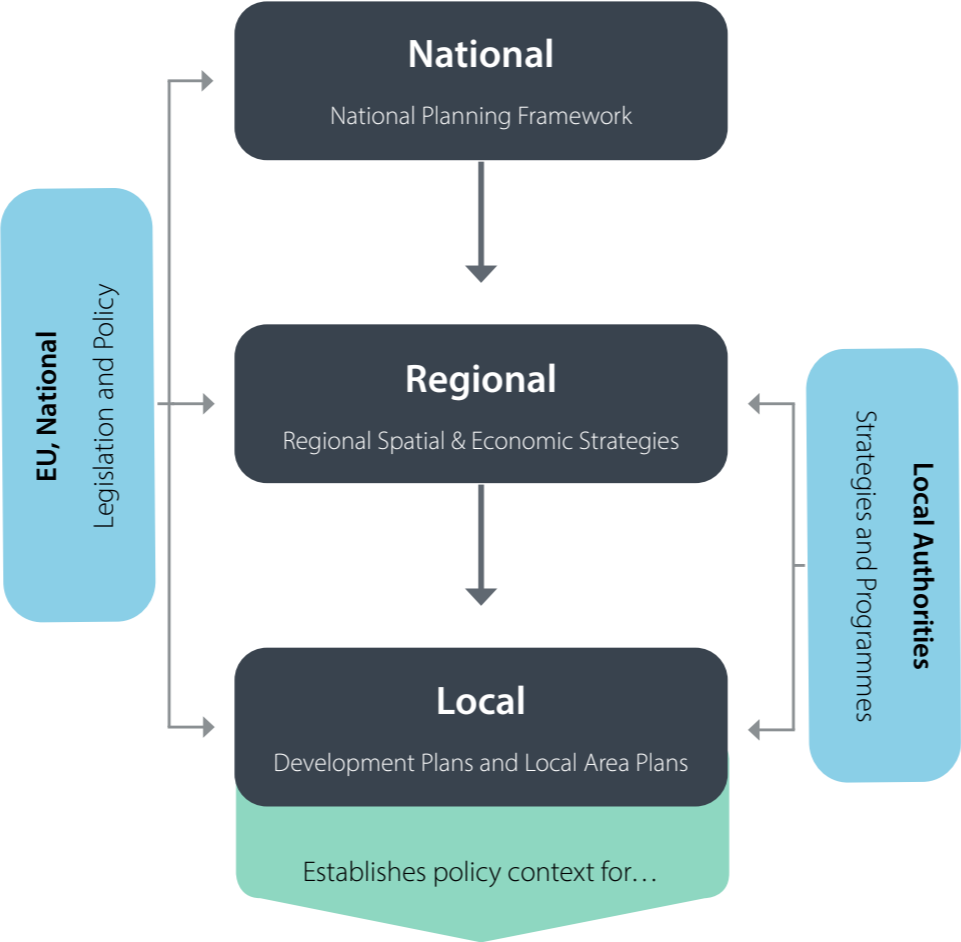 National
National Planning Framework
EU, National
Legislation and Policy
Regional
Regional Spatial & Economic Strategies
Local Authorities
Strategies and Programmes
Local
Development Plans and Local Area Plans
Establishes policy context for…